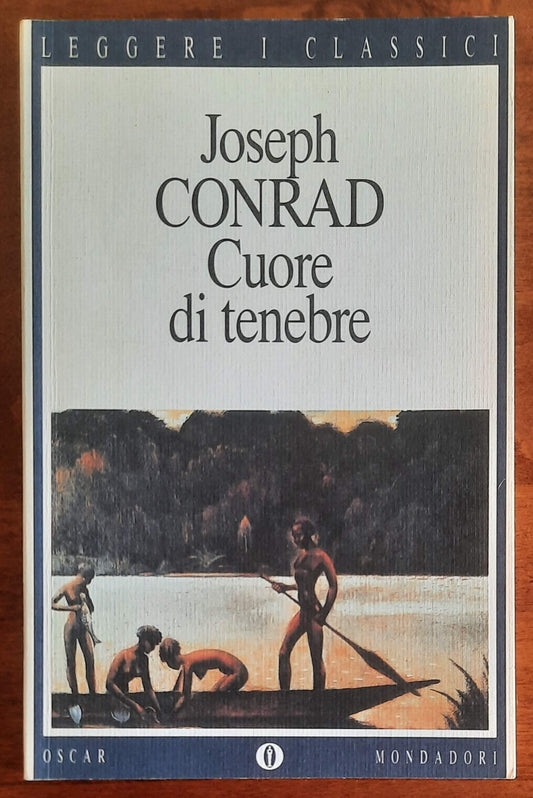 LEGGERE I CLASSICI
Joseph
CONRAD
Cuore
di tenebre
OSCAR MONDADORI